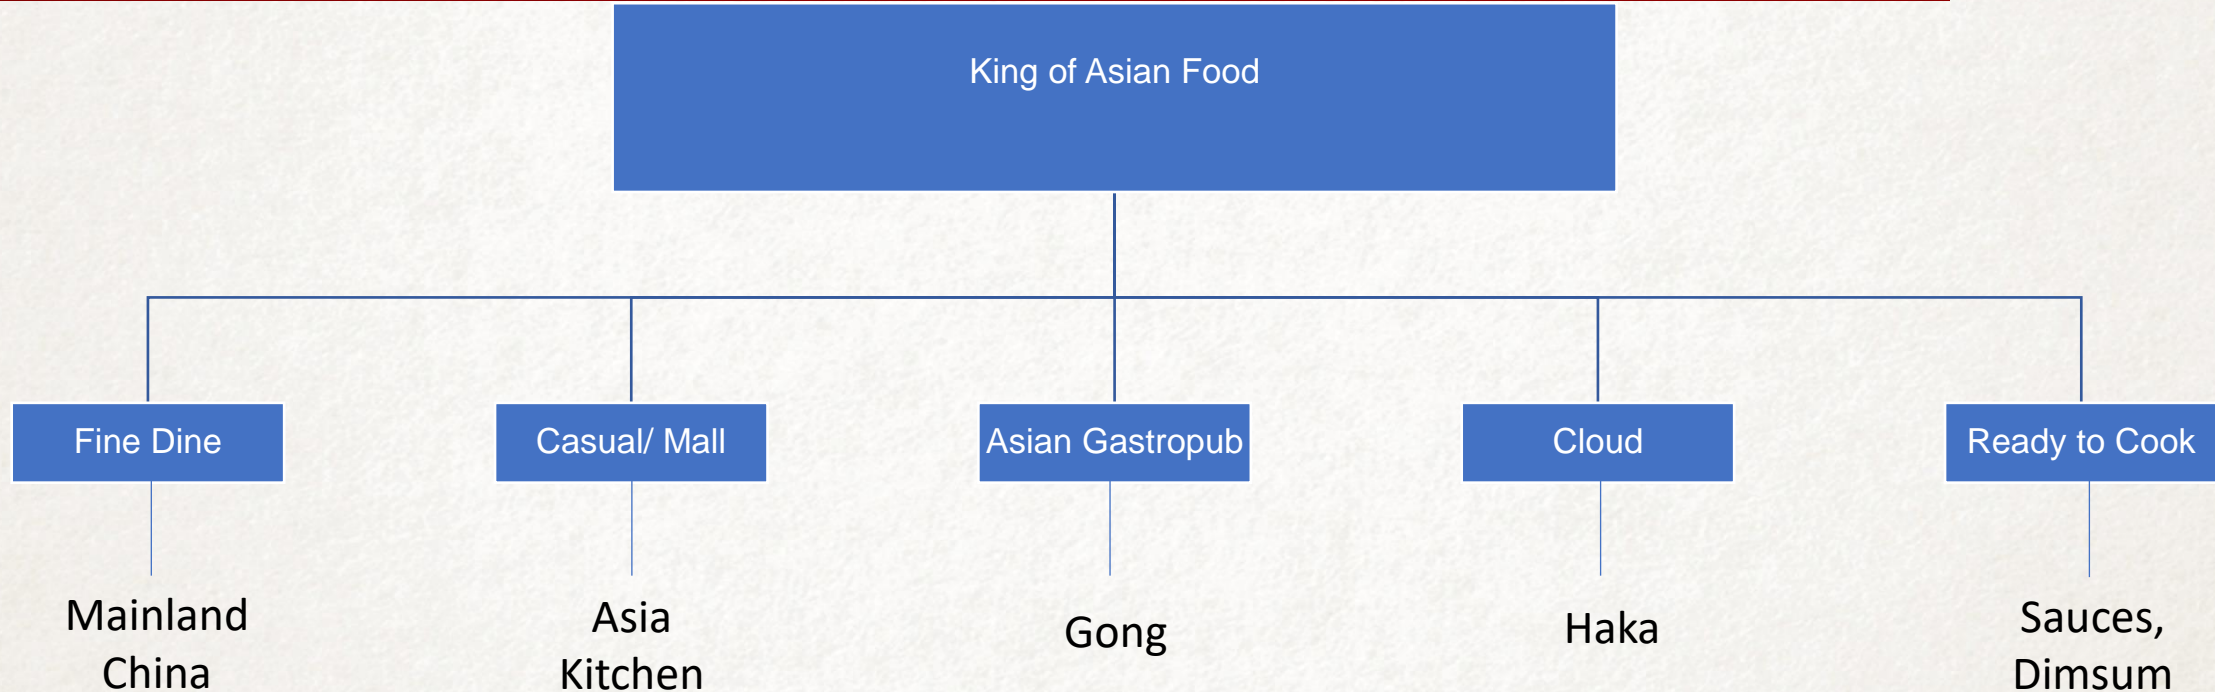 King of Asian Food
Fine Dine
Casual/ Mall
Asian Gastropub
Cloud
Ready to Cook
Mainland
China
Asia
Kitchen
Gong
Haka
Sauces,
Dimsum